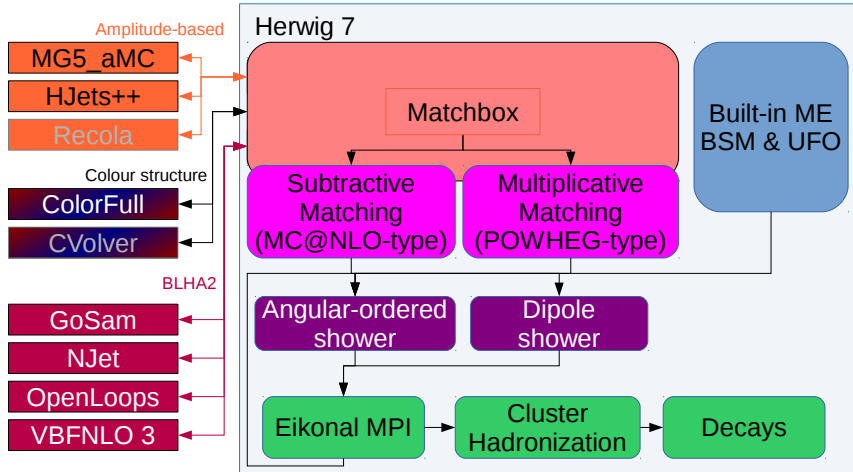 Amplitude-based
MG5_aMC
HJets++
Recola
Colour structure
ColorFull
CVolver
BLHA2
GoSam
NJet
OpenLoops
VBFNLO 3
Herwig 7
Matchbox
Built-in ME
BSM & UFO
Subtractive
Matching
(MC@NLO-type)
Multiplicative
Matching
(POWHEG-type)
Angular-ordered
shower
Dipole
shower
Eikonal MPI
Cluster
Hadronization
Decays